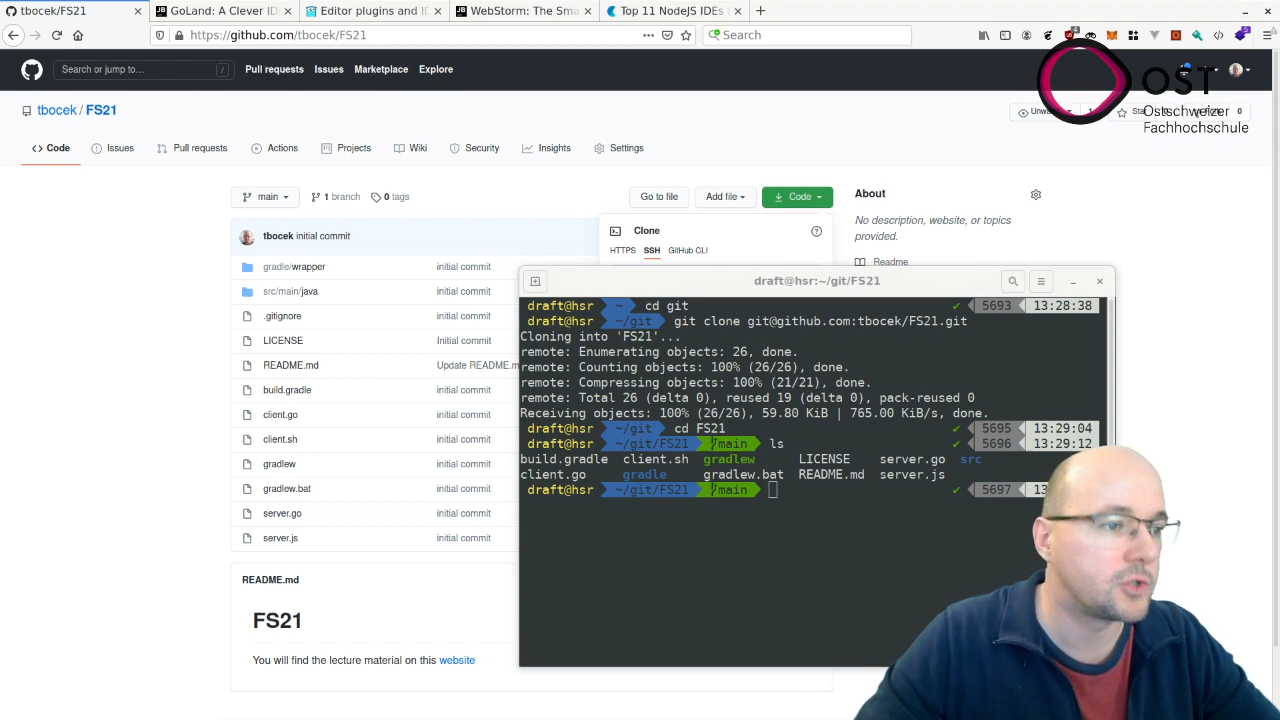 tbocek/FS21
GoLand: A Clever ID
Editor plugins and ID
WebStorm: The Sma
Top 11 NodeJS IDEs
https://github.com/tbocek/FS21
Search
Search or jump to...
/
Pull requests
Issues
Marketplace
Explore
OST
Ostschweizer
Fachhochschule
tbocek / FS21
Unwa
1
Sta
0
Code
Issues
Pull requests
Actions
Projects
Wiki
Security
Insights
Settings
main
1 branch
0 tags
Go to file
Add file
Code
About
No description, website, or topics
provided.
Readme
Clone
HTTPS SSH GitHub CLI
tbocek initial commit
gradle/wrapper initial commit
src/main/java initial commit
.gitignore initial commit
LICENSE Initial commit
README.md Update README.m
build.gradle initial commit
client.go initial commit
client.sh initial commit
gradlew initial commit
gradlew.bat initial commit
server.go initial commit
server.js initial commit
README.md
FS21
You will find the lecture material on this website
draft@hsr:~/git/FS21
draft@hsr ~ cd git ✔ 5693 13:28:38
draft@hsr ~/git git clone git@github.com:tbocek/FS21.git
Cloning into 'FS21'...
remote: Enumerating objects: 26, done.
remote: Counting objects: 100% (26/26), done.
remote: Compressing objects: 100% (21/21), done.
remote: Total 26 (delta 0), reused 19 (delta 0), pack-reused 0
Receiving objects: 100% (26/26), 59.80 KiB | 765.00 KiB/s, done.
draft@hsr ~/git cd FS21 ✔ 5695 13:29:04
draft@hsr ~/git/FS21 main ls ✔ 5696 13:29:12
build.gradle client.sh gradlew LICENSE server.go src
client.go gradle gradlew.bat README.md server.js
draft@hsr ~/git/FS21 main ✔ 5697 13